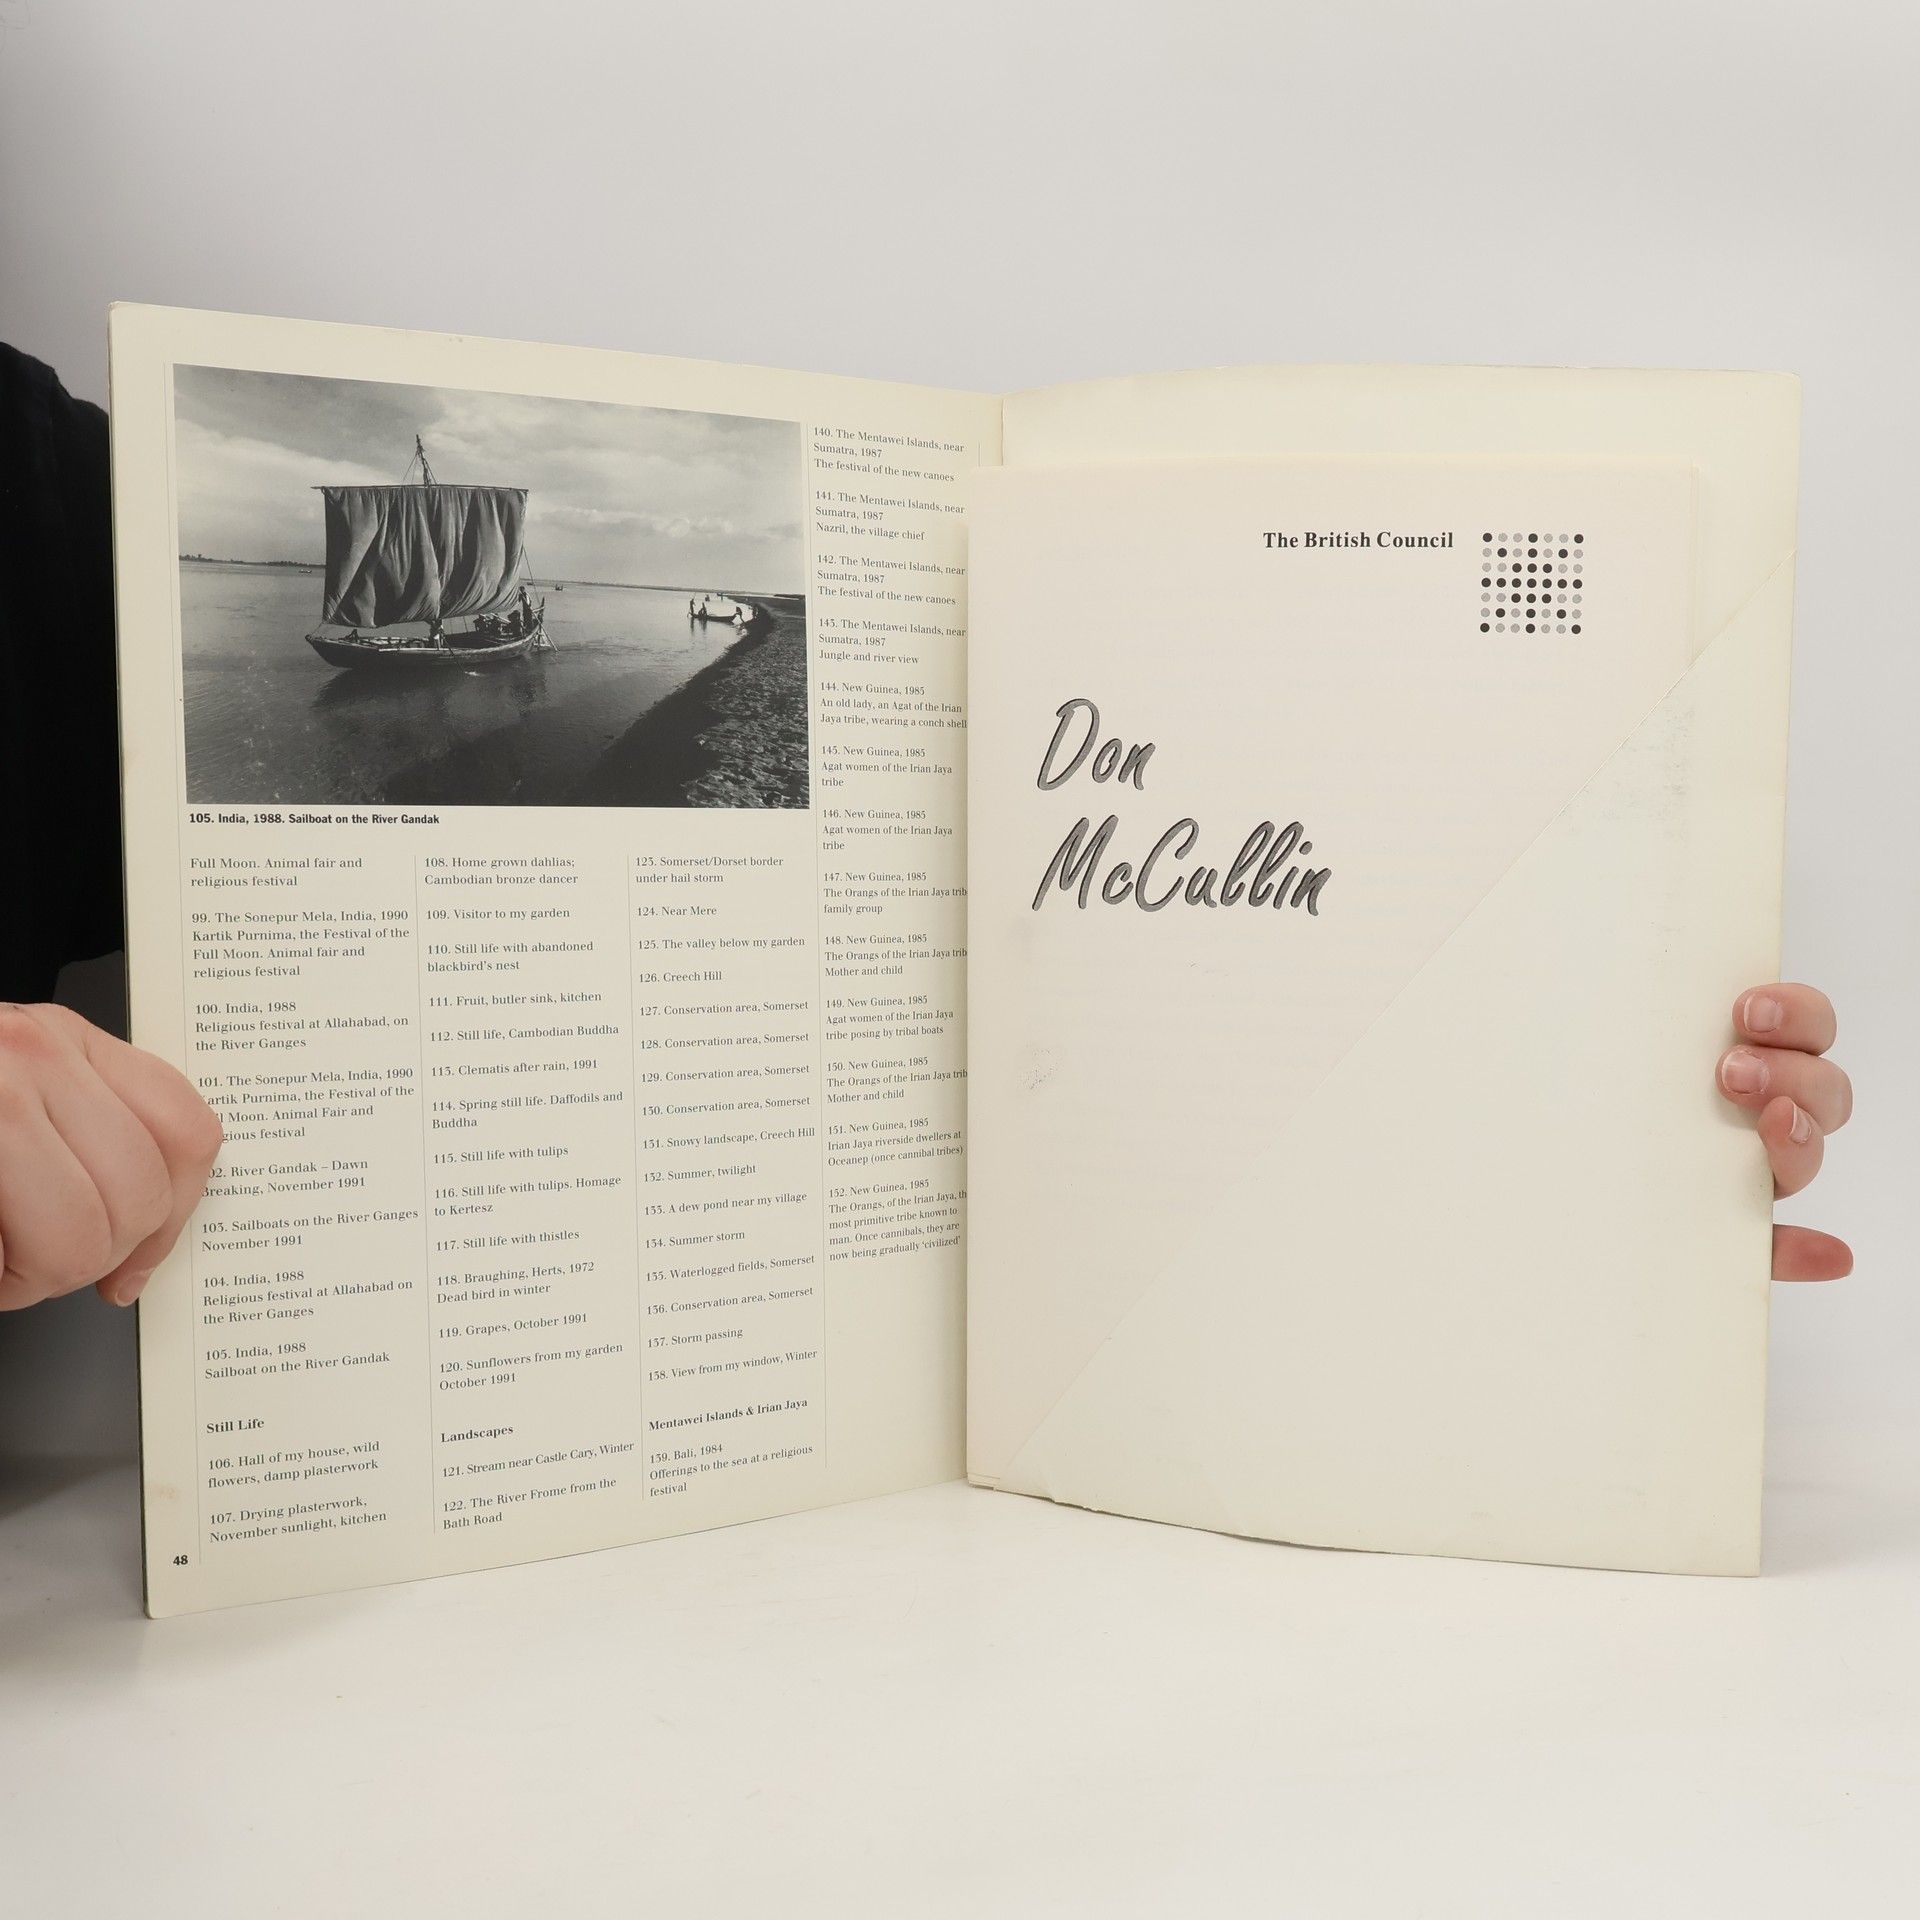 105. India, 1988. Sailboat on the River Gandak
Full Moon. Animal fair and
religious festival
99. The Sonepur Mela, India, 1990
Kartik Purnima, the Festival of the
Full Moon. Animal fair and
religious festival
100. India, 1988
Religious festival at Allahabad, on
the River Ganges
101. The Sonepur Mela, India, 1990
Purnima, the Festival of the
Moon. Animal Fair and
festival
River Gandak – Dawn
Breaking, November 1991
103. Sailboats on the River Ganges
November 1991
104. India, 1988
Religious festival at Allahabad on
the River Ganges
105. India, 1988
Sailboat on the River Gandak
Still Life
106. Hall of my house, wild
flowers, damp plasterwork
107. Drying plasterwork,
November sunlight, kitchen
48
108. Home grown dahlias;
Cambodian bronze dancer
109. Visitor to my garden
110. Still life with abandoned
blackbird's nest
111. Fruit, butler sink, kitchen
112. Still life, Cambodian Buddha
113. Clematis after rain, 1991
114. Spring still life. Daffodils and
Buddha
115. Still life with tulips
116. Still life with tulips. Homage
to Kertesz
117. Still life with thistles
118. Braughing, Herts, 1972
Dead bird in winter
119. Grapes, October 1991
120. Sunflowers from my garden
October 1991
Landscapes
121. Stream near Castle Cary, Winter
122. The River Frome from the
Bath Road
123. Somerset/Dorset border
under hail storm
124. Near Mere
125. The valley below my garden
126. Creech Hill
127. Conservation area, Somerset
128. Conservation area, Somerset
129. Conservation area, Somerset
130. Conservation area, Somerset
131. Snowy landscape, Creech Hill
132. Summer, twilight
133. A dew pond near my village
134. Summer storm
135. Waterlogged fields, Somerset
136. Conservation area, Somerset
137. Storm passing
138. View from my window, Winter
Mentawei Islands & Irian Jaya
139. Bali, 1984
Offerings to the sea at a religious
festival
140. The Mentawei Islands, near
Sumatra, 1987
The festival of the new canoes
141. The Mentawei Islands, near
Sumatra, 1987
Nazril, the village chief
142. The Mentawei Islands, near
Sumatra, 1987
The festival of the new canoes
143. The Mentawei Islands, near
Sumatra, 1987
Jungle and river view
144. New Guinea, 1985
An old lady, an Agat of the Irian
Jaya tribe, wearing a conch shell
145. New Guinea, 1985
Agat women of the Irian Jaya
tribe
146. New Guinea, 1985
Agat women of the Irian Jaya
tribe
147. New Guinea, 1985
The Orangs of the Irian Jaya
family group
148. New Guinea, 1985
The Orangs of the Irian Jaya
Mother and child
149. New Guinea, 1985
Agat women of the Irian Jaya
tribe posing by tribal boats
150. New Guinea, 1985
The Orangs of the Irian Jaya
Mother and child
151. New Guinea, 1985
Irian Jaya riverside dwellers at
Oceanep (once cannibal tribes)
152. New Guinea, 1985
The Orangs, of the Irian Jaya,
most primitive tribe known to
man. Once cannibals, they are
now being gradually 'civilized'
The British Council
Don
McCullin